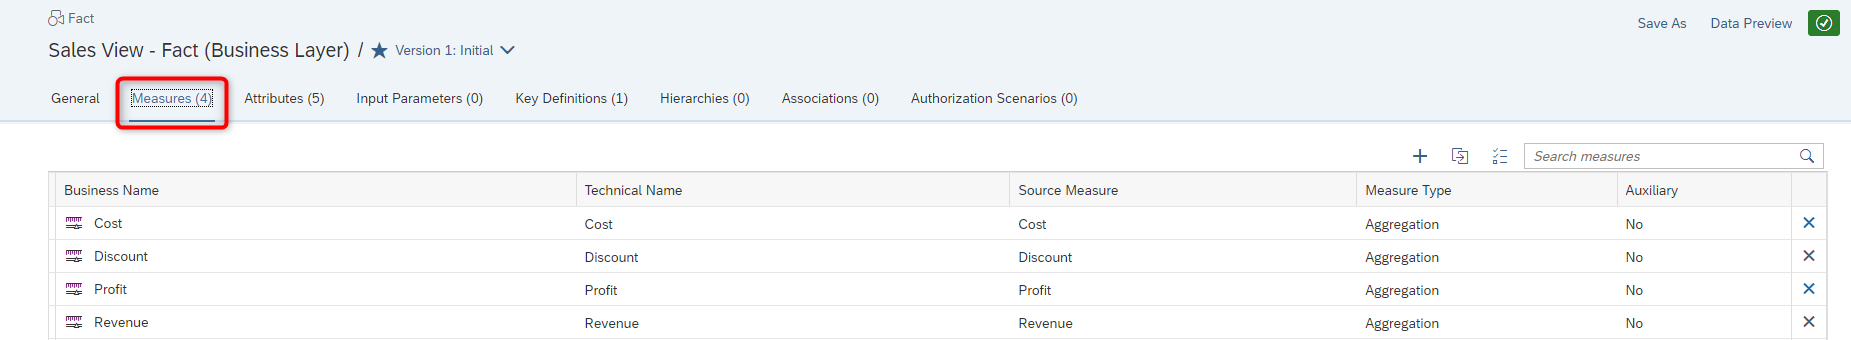 Fact
Save As Data Preview
Sales View - Fact (Business Layer) / Version 1: Initial
General Measures (4) Attributes (5) Input Parameters (0) Key Definitions (1) Hierarchies (0) Associations (0) Authorization Scenarios (0)
Search measures
Business Name Technical Name Source Measure Measure Type Auxiliary
Cost Cost Cost Aggregation No
Discount Discount Discount Aggregation No
Profit Profit Profit Aggregation No
Revenue Revenue Revenue Aggregation No